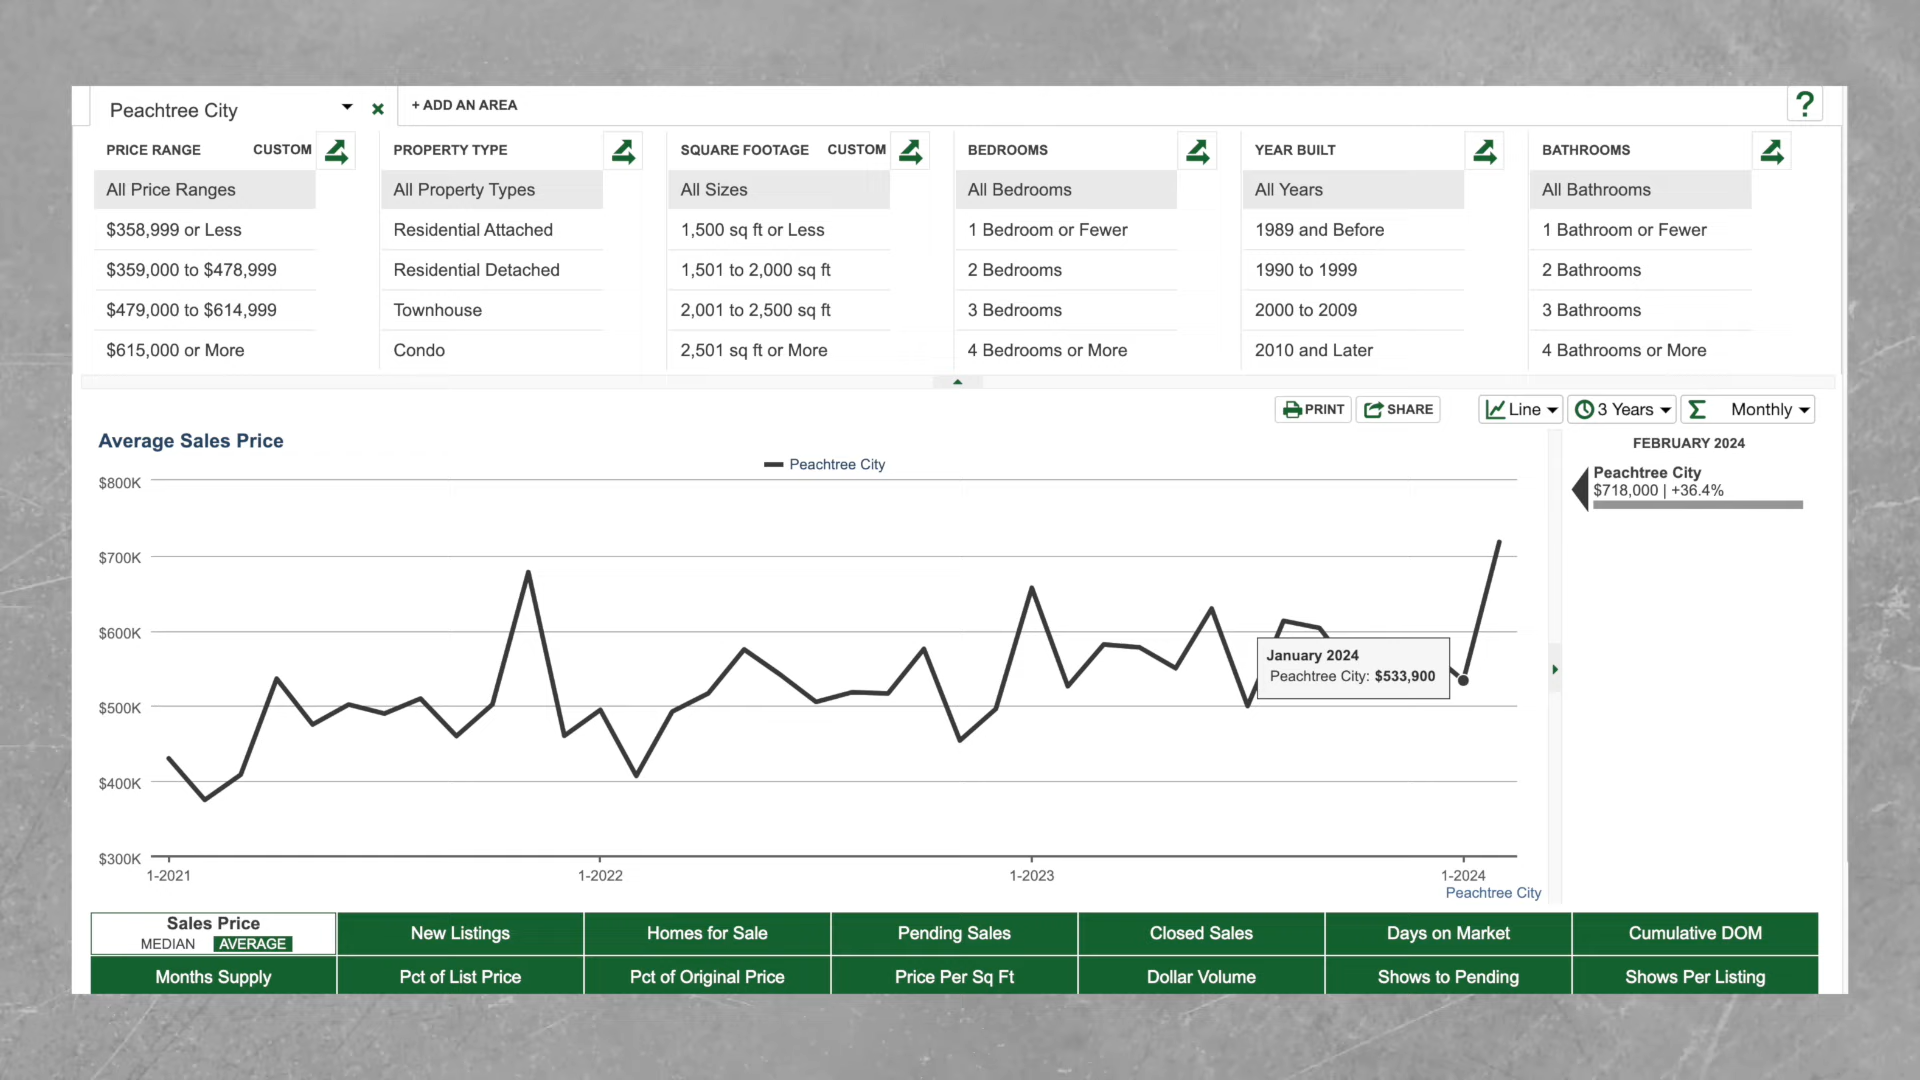 Peachtree City
+ ADD AN AREA
?
PRICE RANGE CUSTOM
All Price Ranges
$358,999 or Less
$359,000 to $478,999
$479,000 to $614,999
$615,000 or More
PROPERTY TYPE
All Property Types
Residential Attached
Residential Detached
Townhouse
Condo
SQUARE FOOTAGE CUSTOM
All Sizes
1,500 sq ft or Less
1,501 to 2,000 sq ft
2,001 to 2,500 sq ft
2,501 sq ft or More
BEDROOMS
All Bedrooms
1 Bedroom or Fewer
2 Bedrooms
3 Bedrooms
4 Bedrooms or More
YEAR BUILT
All Years
1989 and Before
1990 to 1999
2000 to 2009
2010 and Later
BATHROOMS
All Bathrooms
1 Bathroom or Fewer
2 Bathrooms
3 Bathrooms
4 Bathrooms or More
PRINT SHARE Line 3 Years Σ Monthly
Average Sales Price
Peachtree City
$800K
$700K
$600K
$500K
$400K
$300K
January 2024
Peachtree City: $533,900
1-2021 1-2022 1-2023 1-2024
Peachtree City
FEBRUARY 2024
Peachtree City
$718,000 | +36.4%
Sales Price
MEDIAN AVERAGE
New Listings
Homes for Sale
Pending Sales
Closed Sales
Days on Market
Cumulative DOM
Months Supply
Pct of List Price
Pct of Original Price
Price Per Sq Ft
Dollar Volume
Shows to Pending
Shows Per Listing